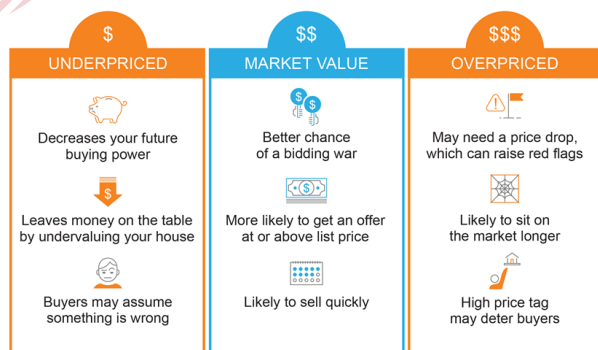 $
UNDERPRICED
Decreases your future
buying power
$
Leaves money on the table
by undervaluing your house
Buyers may assume
something is wrong
$$
MARKET VALUE
$
$
Better chance
of a bidding war
$
More likely to get an offer
at or above list price
Likely to sell quickly
$$$
OVERPRICED
May need a price drop,
which can raise red flags
Likely to sit on
the market longer
High price tag
may deter buyers